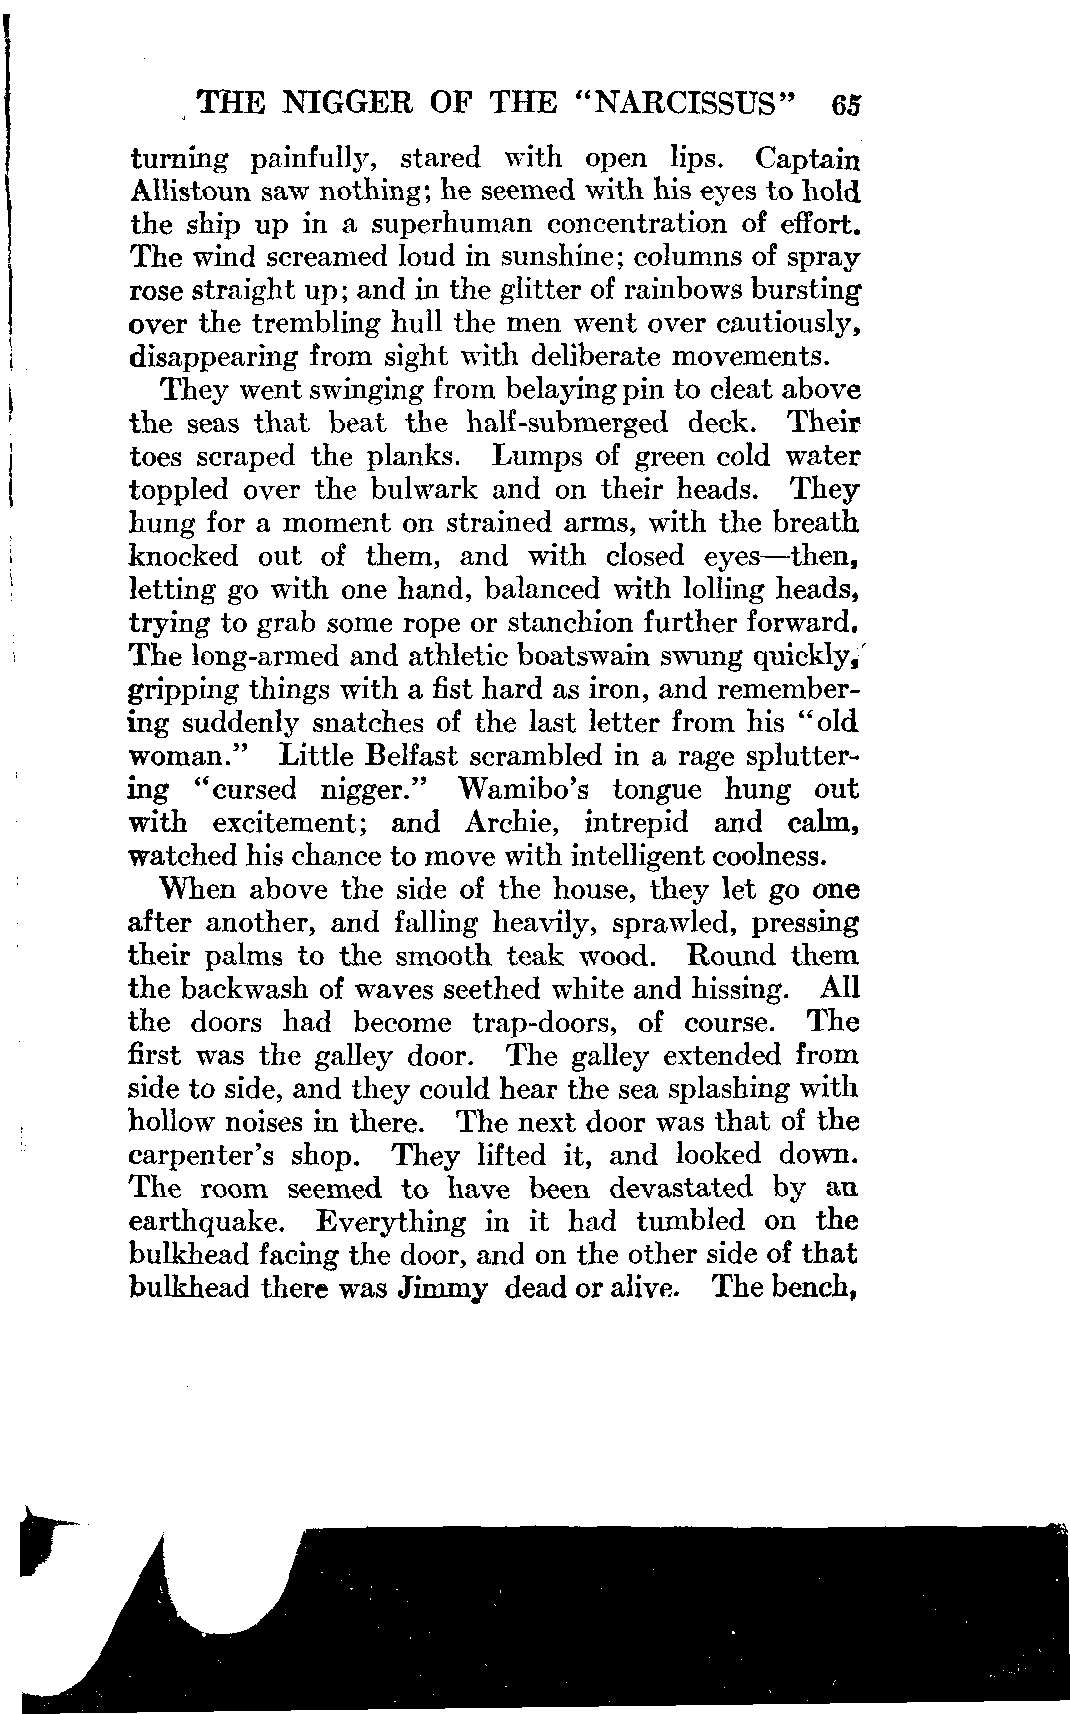 THE NIGGER OF THE "NARCISSUS" 65
turning painfully, stared with open lips. Captain
Allistoun saw nothing; he seemed with his eyes to hold
the ship up in a superhuman concentration of effort.
The wind screamed loud in sunshine; columns of spray
rose straight up; and in the glitter of rainbows bursting
over the trembling hull the men went over cautiously,
disappearing from sight with deliberate movements.
They went swinging from belaying pin to cleat above
the seas that beat the half-submerged deck. Their
toes scraped the planks. Lumps of green cold water
toppled over the bulwark and on their heads. They
hung for a moment on strained arms, with the breath
knocked out of them, and with closed eyes—then,
letting go with one hand, balanced with lolling heads,
trying to grab some rope or stanchion further forward.
The long-armed and athletic boatswain swung quickly,
gripping things with a fist hard as iron, and remember-
ing suddenly snatches of the last letter from his "old
woman." Little Belfast scrambled in a rage splutter-
ing "cursed nigger." Wamibo's tongue hung out
with excitement; and Archie, intrepid and calm,
watched his chance to move with intelligent coolness.
When above the side of the house, they let go one
after another, and falling heavily, sprawled, pressing
their palms to the smooth teak wood. Round them
the backwash of waves seethed white and hissing. All
the doors had become trap-doors, of course. The
first was the galley door. The galley extended from
side to side, and they could hear the sea splashing with
hollow noises in there. The next door was that of the
carpenter's shop. They lifted it, and looked down.
The room seemed to have been devastated by an
earthquake. Everything in it had tumbled on the
bulkhead facing the door, and on the other side of that
bulkhead there was Jimmy dead or alive. The bench,